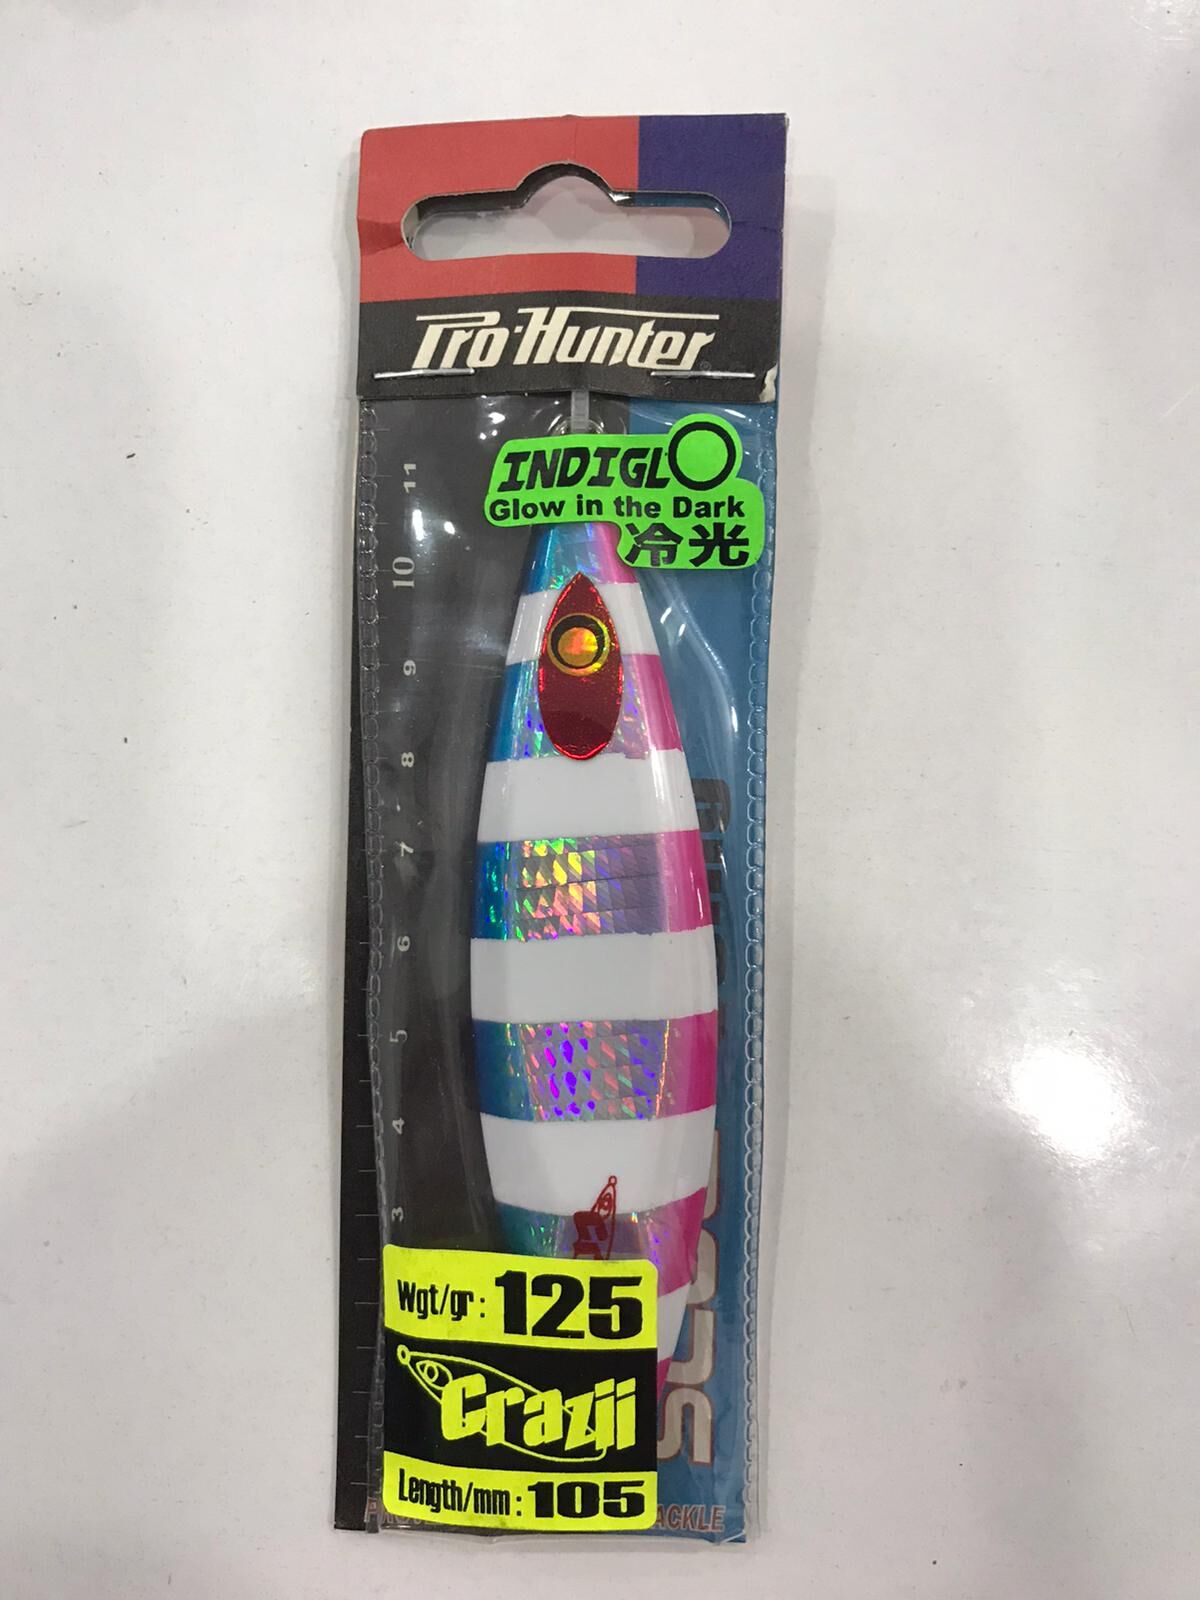 Pro-Hunter
INDIGLO
Glow in the Dark
冷光
11
10
9
8
7
6
5
4
3
Wgt/gr: 125
Crazii
Length/mm: 105
ACKLE